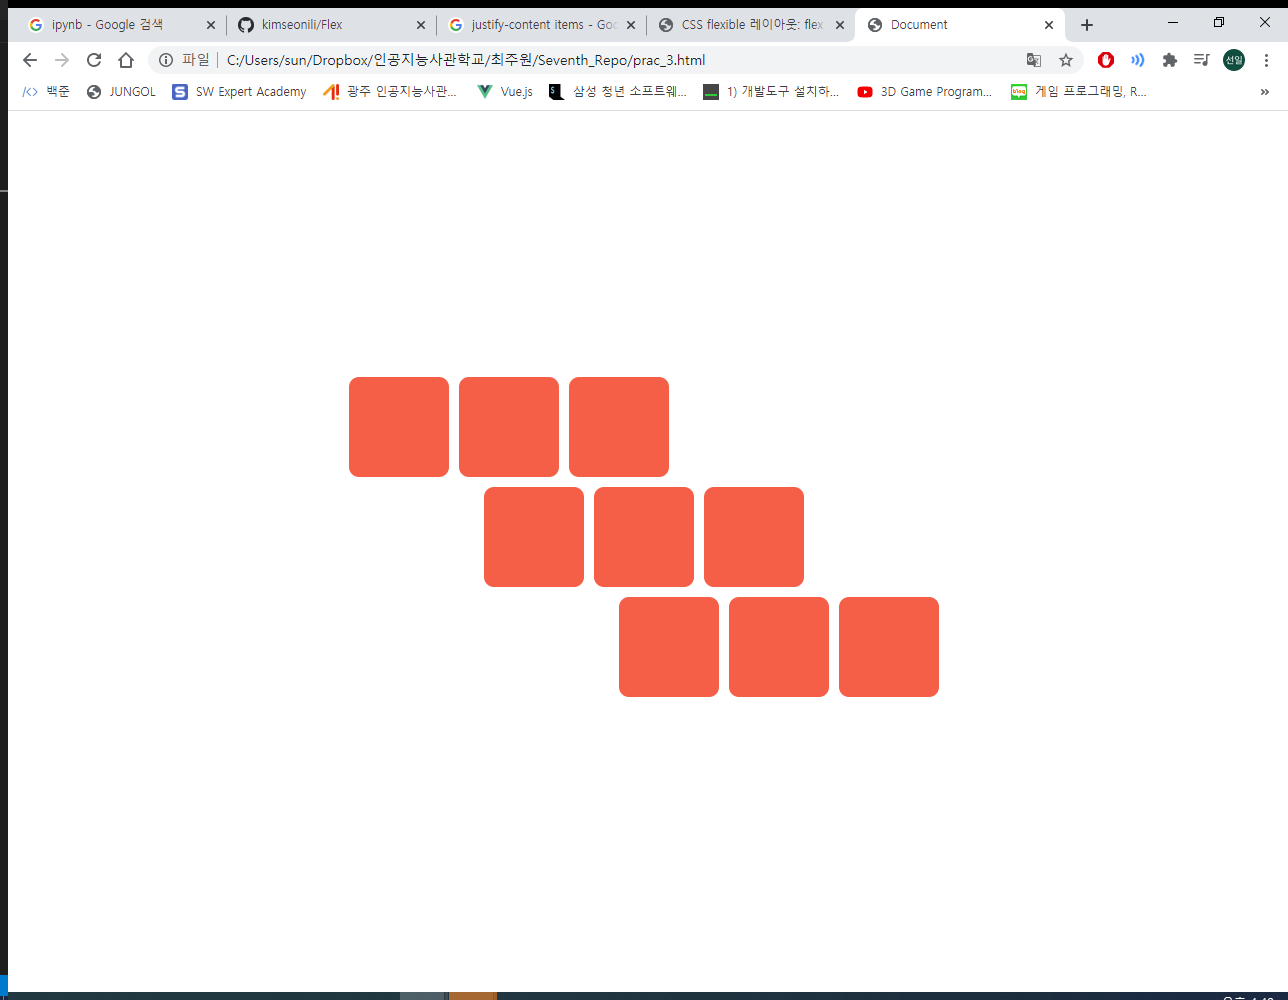 ipynb - Google 검색
kimseonili/Flex
justify-content items - Goo
CSS flexible 레이아웃: flex
Document
파일
C:/Users/sun/Dropbox/인공지능사관학교/최주원/Seventh_Repo/prac_3.html
선일
백준
JUNGOL
SW Expert Academy
광주 인공지능사관...
Vue.js
삼성 청년 소프트웨...
1) 개발도구 설치하...
3D Game Program...
blog
게임 프로그래밍, R...